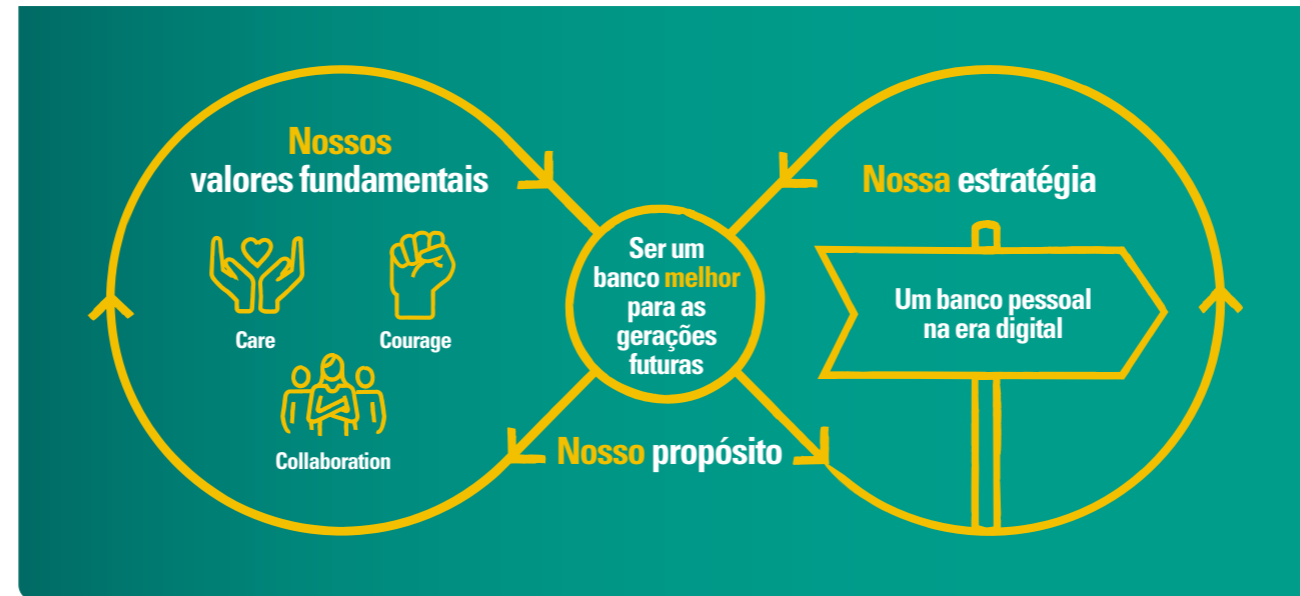 Nossos
valores fundamentais
Care
Courage
Collaboration
Ser um
banco melhor
para as
gerações
futuras
Nosso propósito
Nossa estratégia
Um banco pessoal
na era digital